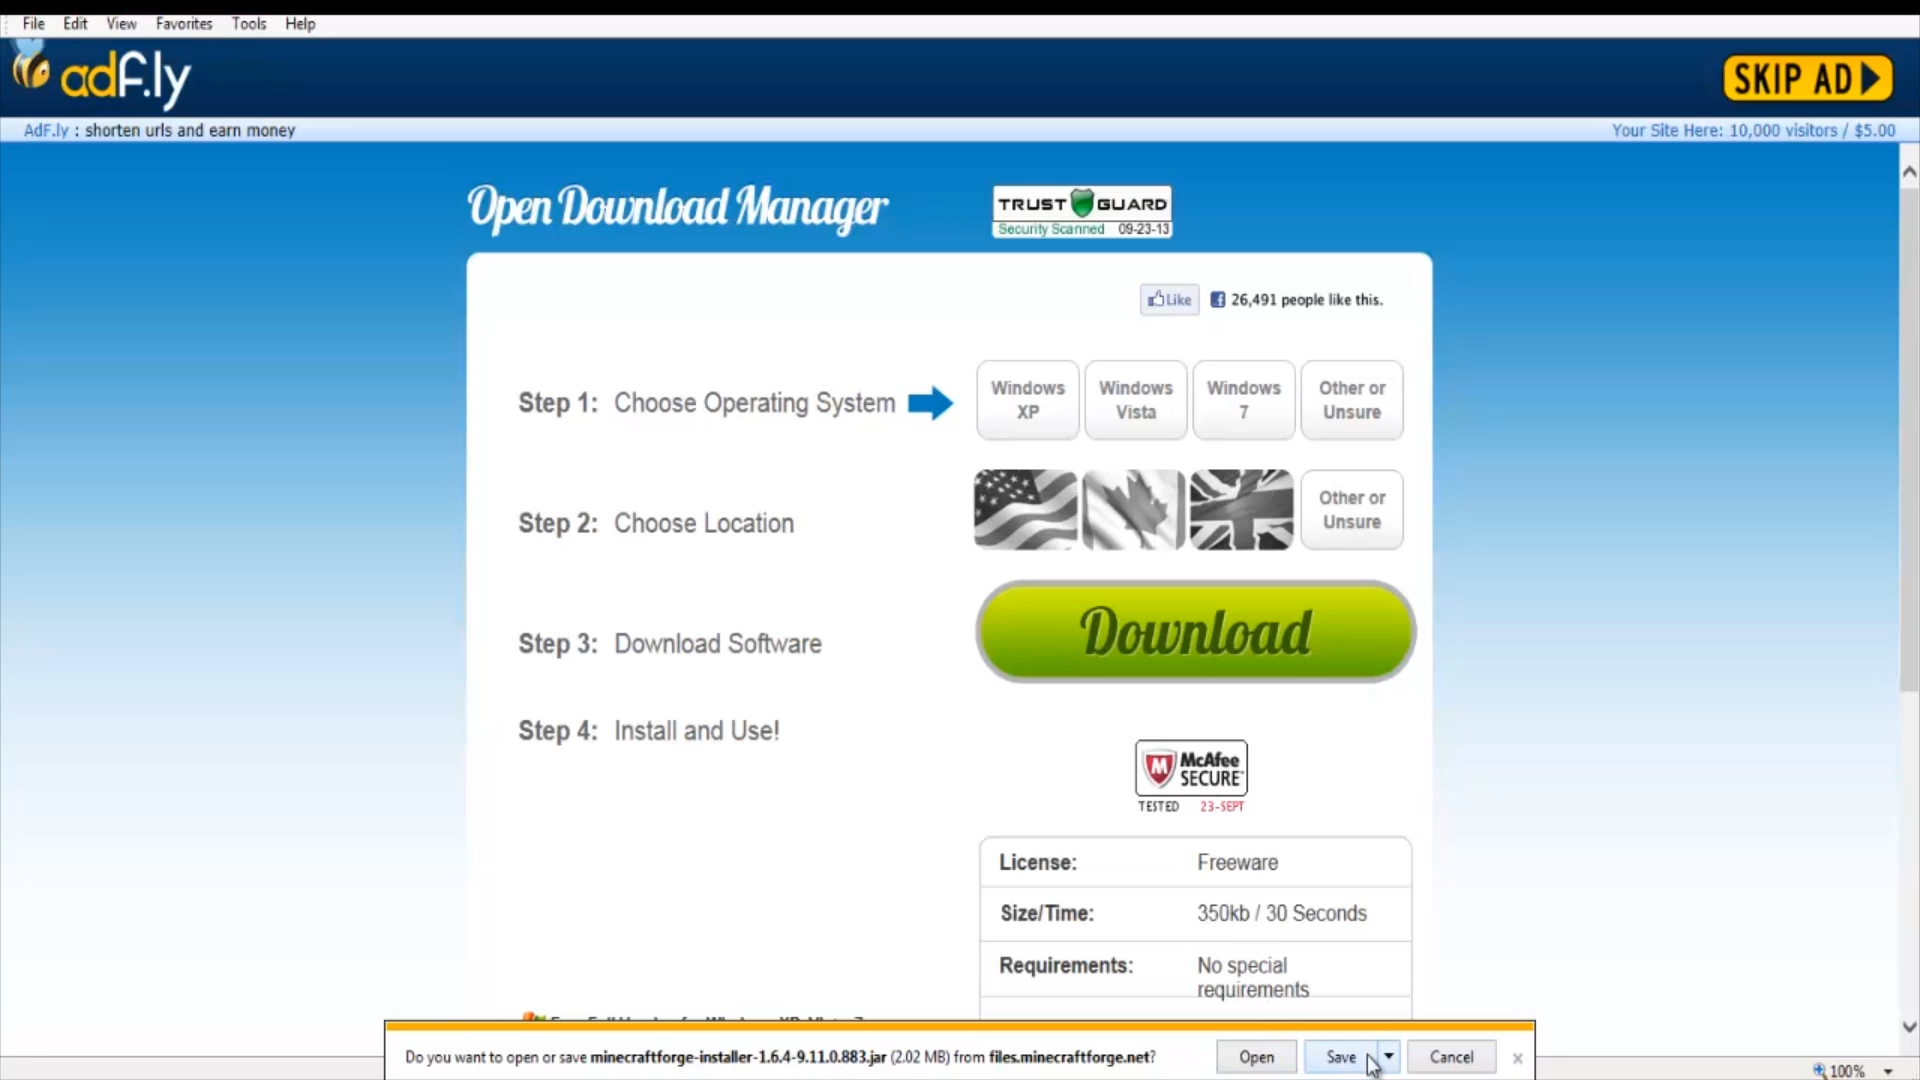 File Edit View Favorites Tools Help
adf.ly
SKIP AD
AdF.ly : shorten urls and earn money
Your Site Here: 10,000 visitors / $5.00
Open Download Manager
TRUST GUARD
Security Scanned 09-23-13
Like
26,491 people like this.
Step 1: Choose Operating System
Windows XP
Windows Vista
Windows 7
Other or Unsure
Step 2: Choose Location
Other or Unsure
Step 3: Download Software
Download
Step 4: Install and Use!
McAfee
SECURE
TESTED 23-SEPT
License: Freeware
Size/Time: 350kb / 30 Seconds
Requirements: No special
requirements
Do you want to open or save minecraftforge-installer-1.6.4-9.11.0.883.jar (2.02 MB) from files.minecraftforge.net?
Open
Save
Cancel
100%